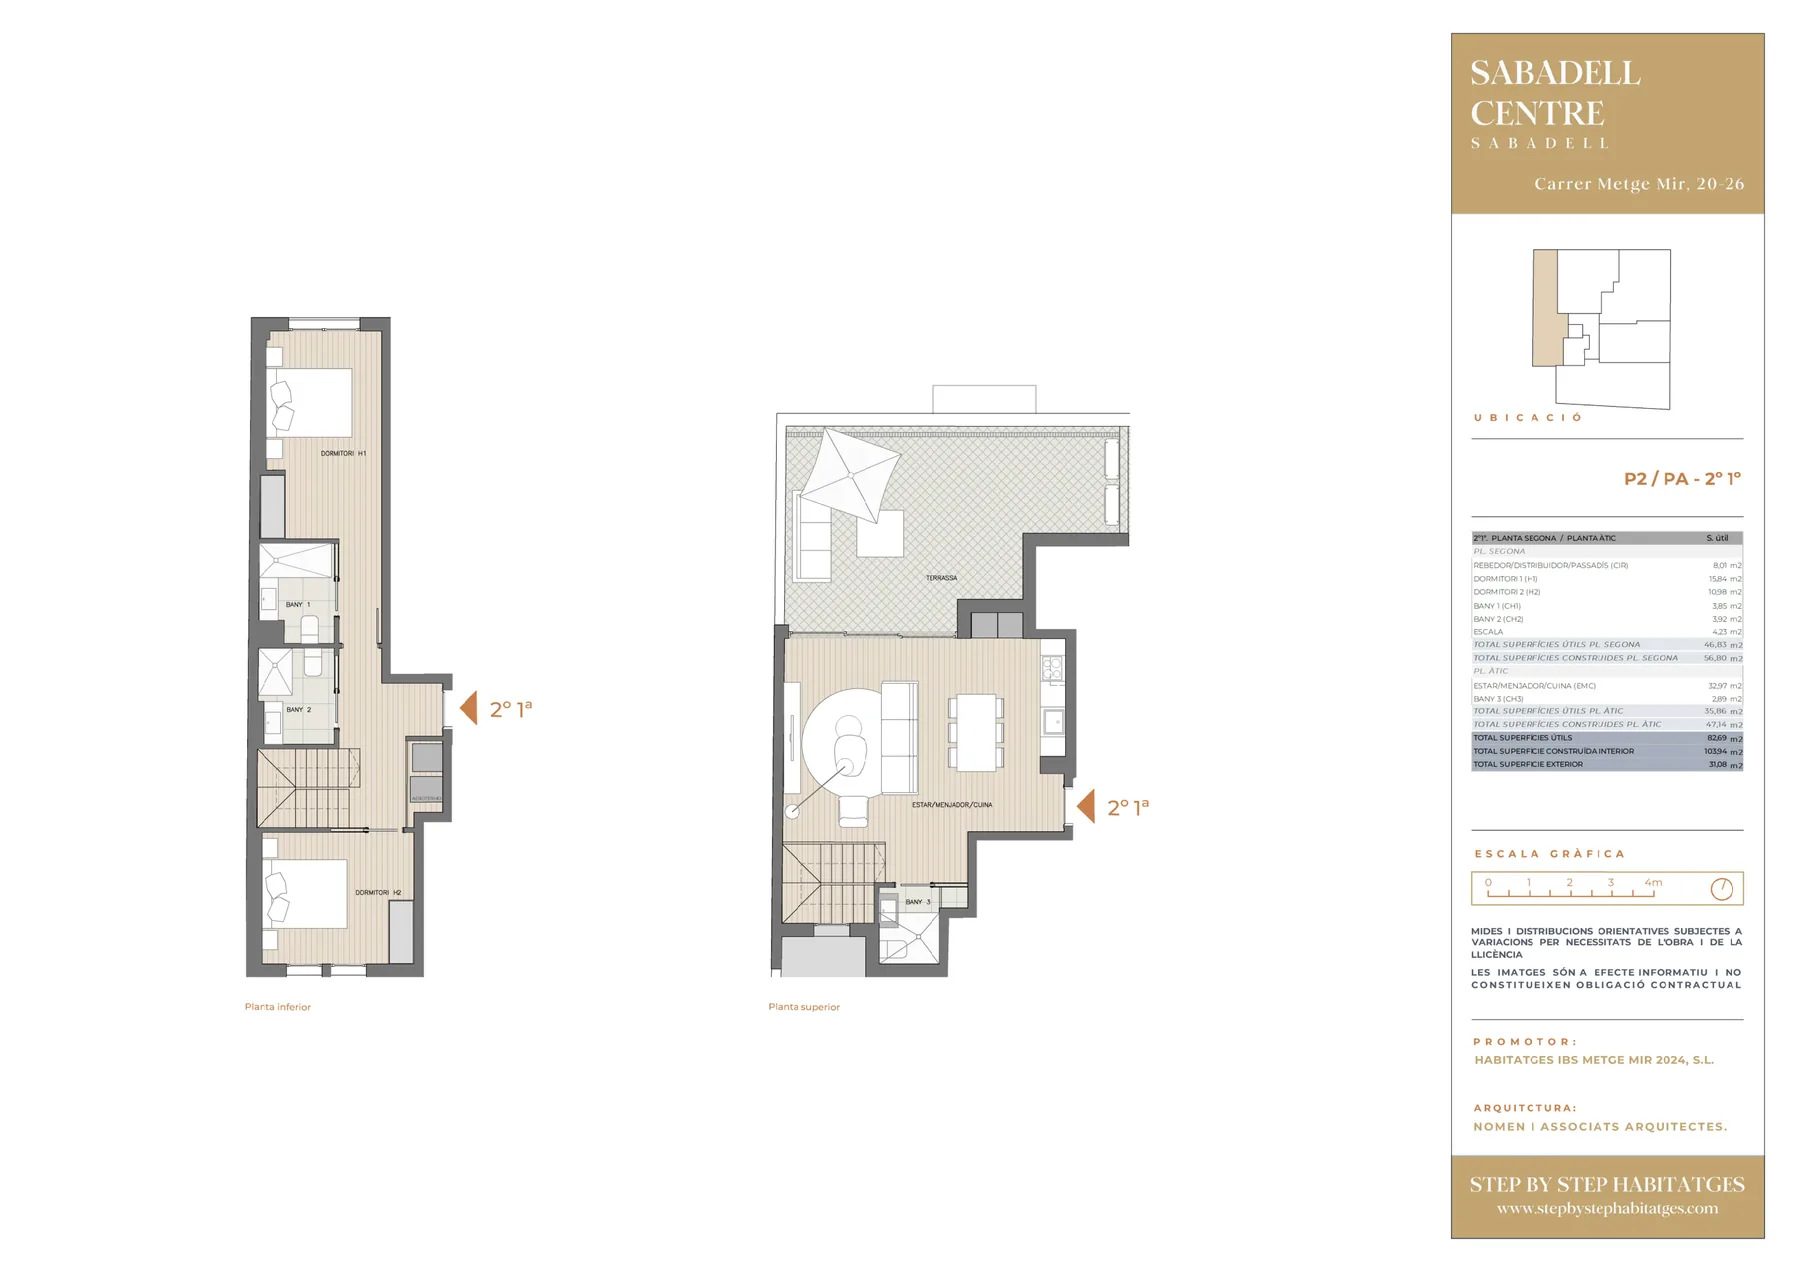 SABADELL
CENTRE
SABADELL
Carrer Metge Mir, 20-26
UBICACIÓ
P2 / PA - 2º 1º
2º1ª. PLANTA SEGONA / PLANTA ÀTIC S. útil
PL. SEGONA
REBEDOR/DISTRIBUIDOR/PASSADÍS (CIR) 8,01 m2
DORMITORI 1 (H1) 15,84 m2
DORMITORI 2 (H2) 10,98 m2
BANY 1 (CH1) 3,85 m2
BANY 2 (CH2) 3,92 m2
ESCALA 4,23 m2
TOTAL SUPERFÍCIES ÚTILS PL. SEGONA 46,83 m2
TOTAL SUPERFÍCIES CONSTRUIDES PL. SEGONA 56,80 m2
PL. ÀTIC
ESTAR/MENJADOR/CUINA (EMC) 32,97 m2
BANY 3 (CH3) 2,89 m2
TOTAL SUPERFÍCIES ÚTILS PL. ÀTIC 35,86 m2
TOTAL SUPERFÍCIES CONSTRUIDES PL. ÀTIC 47,14 m2
TOTAL SUPERFÍCIES ÚTILS 82,69 m2
TOTAL SUPERFICIE CONSTRUÏDA INTERIOR 103,94 m2
TOTAL SUPERFICIE EXTERIOR 31,08 m2
ESCALA GRÀFICA
0 1 2 3 4m
MIDES I DISTRIBUCIONS ORIENTATIVES SUBJECTES A
VARIACIONS PER NECESSITATS DE L'OBRA I DE LA
LLICÈNCIA
LES IMATGES SÓN A EFECTE INFORMATIU I NO
CONSTITUEIXEN OBLIGACIÓ CONTRACTUAL
PROMOTOR:
HABITATGES IBS METGE MIR 2024, S.L.
ARQUITCTURA:
NOMEN I ASSOCIATS ARQUITECTES.
STEP BY STEP HABITATGES
www.stepbystephabitatges.com
DORMITORI H1
BANY 1
BANY 2
2º 1ª
DORMITORI H2
Planta inferior
TERRASSA
ESTAR/MENJADOR/CUINA
2º 1ª
BANY 3
Planta superior